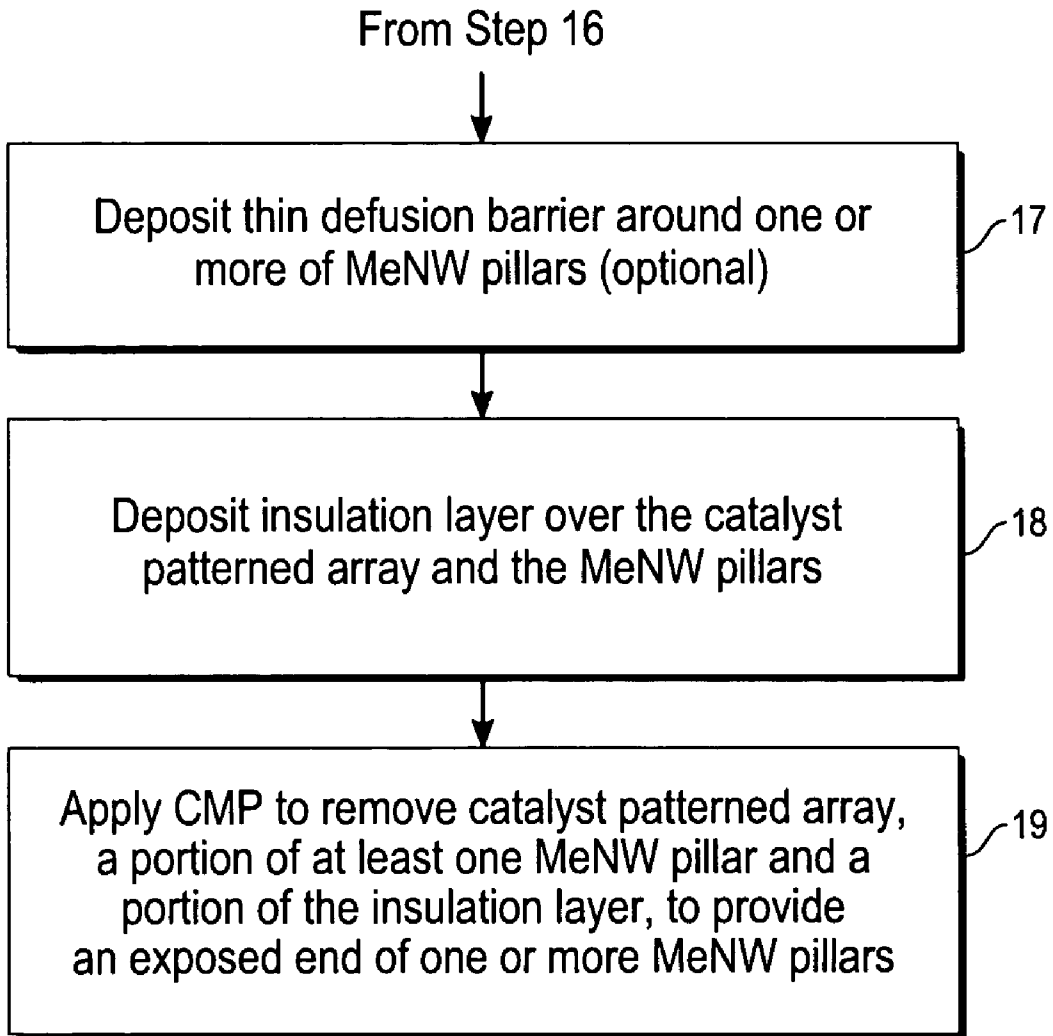 From Step 16
Deposit thin defusion barrier around one or
more of MeNW pillars (optional)
17
Deposit insulation layer over the catalyst
patterned array and the MeNW pillars
18
Apply CMP to remove catalyst patterned array,
a portion of at least one MeNW pillar and a
portion of the insulation layer, to provide
an exposed end of one or more MeNW pillars
19